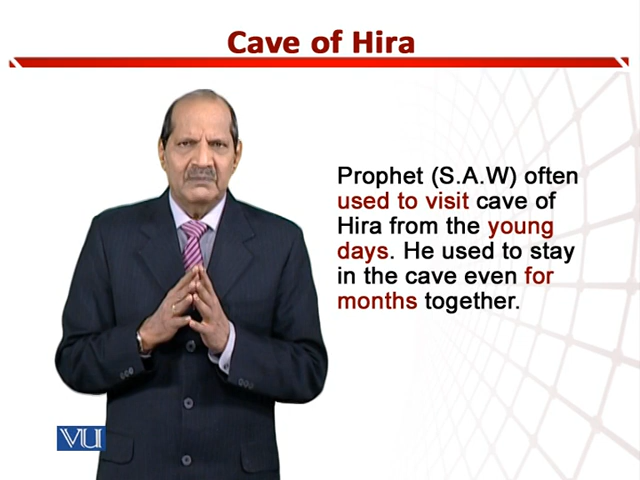 Cave of Hira
Prophet (S.A.W) often
used to visit cave of
Hira from the young
days. He used to stay
in the cave even for
months together.
VU